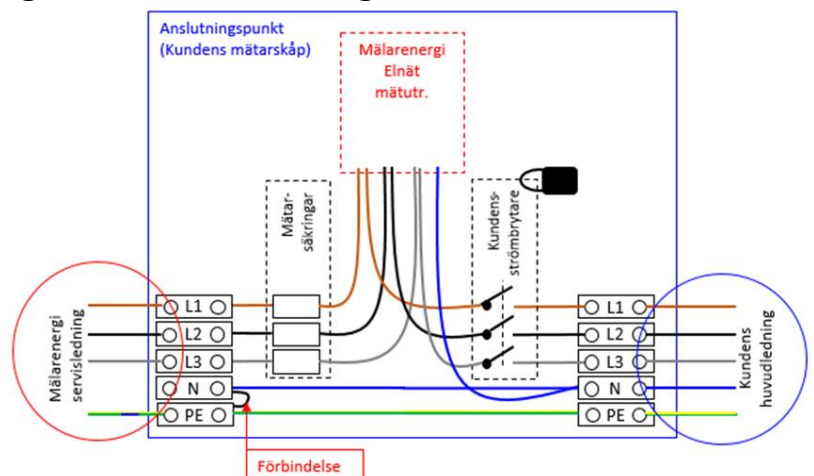 Anslutningspunkt
(Kundens mätarskåp)
Mälarenergi
Elnät
mätutr.
Mätar-
säkringar
Kundens-
strömbrytare
Mälarenergi
servisledning
L1
L2
L3
N
PE
L1
L2
L3
N
PE
Kundens
huvudledning
Förbindelse